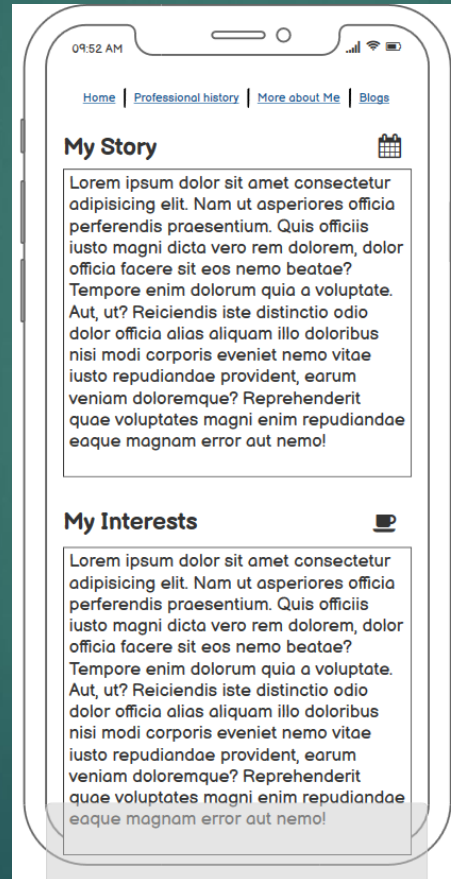 09:52 AM
Home | Professional history | More about Me | Blogs
My Story
Lorem ipsum dolor sit amet consectetur
adipisicing elit. Nam ut asperiores officia
perferendis praesentium. Quis officiis
iusto magni dicta vero rem dolorem, dolor
officia facere sit eos nemo beatae?
Tempore enim dolorum quia a voluptate.
Aut, ut? Reiciendis iste distinctio odio
dolor officia alias aliquam illo doloribus
nisi modi corporis eveniet nemo vitae
iusto repudiandae provident, earum
veniam doloremque? Reprehenderit
quae voluptates magni enim repudiandae
eaque magnam error aut nemo!
My Interests
Lorem ipsum dolor sit amet consectetur
adipisicing elit. Nam ut asperiores officia
perferendis praesentium. Quis officiis
iusto magni dicta vero rem dolorem, dolor
officia facere sit eos nemo beatae?
Tempore enim dolorum quia a voluptate.
Aut, ut? Reiciendis iste distinctio odio
dolor officia alias aliquam illo doloribus
nisi modi corporis eveniet nemo vitae
iusto repudiandae provident, earum
veniam doloremque? Reprehenderit
quae voluptates magni enim repudiandae
eaque magnam error aut nemo!